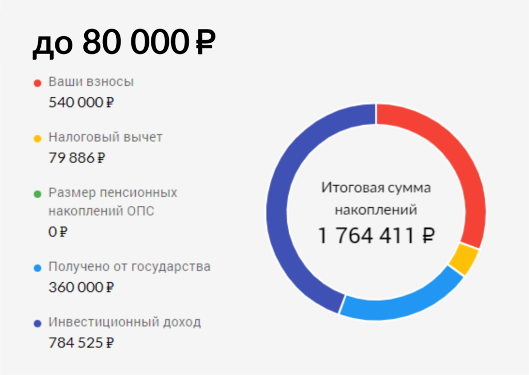 до 80 000 ₽
Ваши взносы
540 000 ₽
Налоговый вычет
79 886 ₽
Размер пенсионных
накоплений ОПС
0 ₽
Получено от государства
360 000 ₽
Инвестиционный доход
784 525 ₽
Итоговая сумма
накоплений
1 764 411 ₽